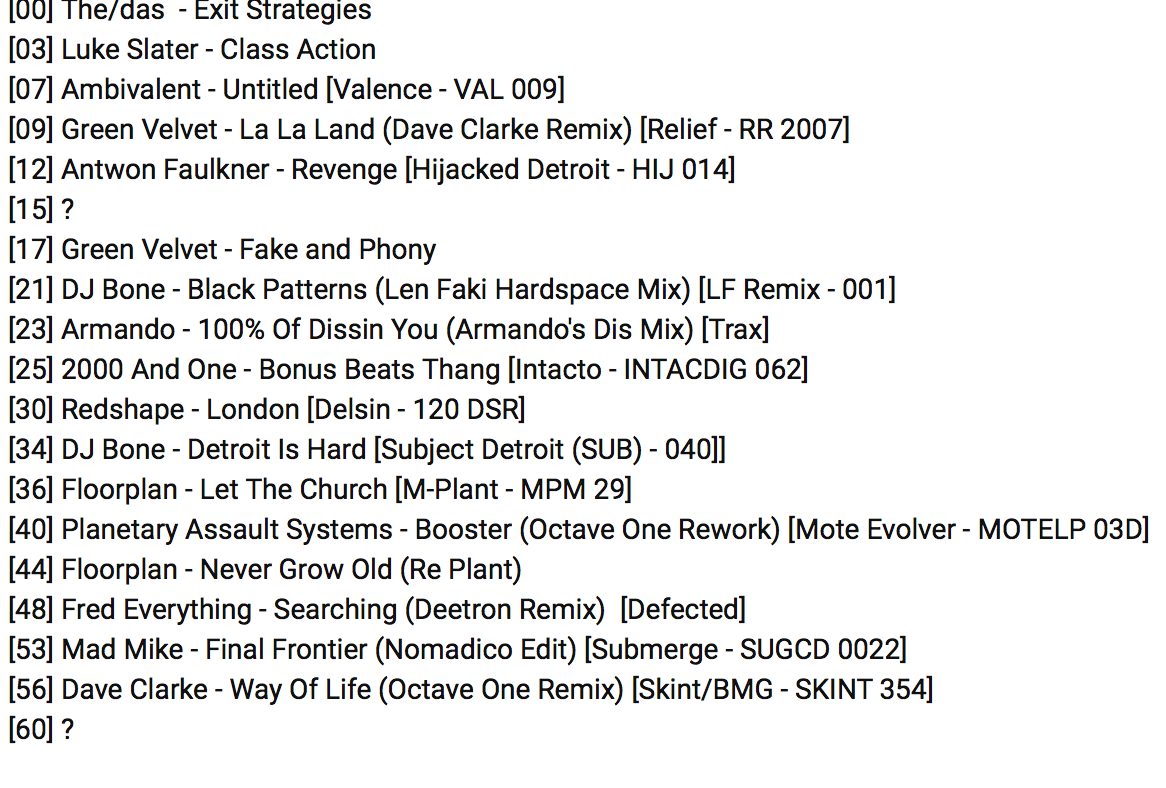 [00] The/das  - Exit Strategies
[03] Luke Slater - Class Action
[07] Ambivalent - Untitled [Valence - VAL 009]
[09] Green Velvet - La La Land (Dave Clarke Remix) [Relief - RR 2007]
[12] Antwon Faulkner - Revenge [Hijacked Detroit - HIJ 014]
[15] ?
[17] Green Velvet - Fake and Phony
[21] DJ Bone - Black Patterns (Len Faki Hardspace Mix) [LF Remix - 001]
[23] Armando - 100% Of Dissin You (Armando's Dis Mix) [Trax]
[25] 2000 And One - Bonus Beats Thang [Intacto - INTACDIG 062]
[30] Redshape - London [Delsin - 120 DSR]
[34] DJ Bone - Detroit Is Hard [Subject Detroit (SUB) - 040]]
[36] Floorplan - Let The Church [M-Plant - MPM 29]
[40] Planetary Assault Systems - Booster (Octave One Rework) [Mote Evolver - MOTELP 03D]
[44] Floorplan - Never Grow Old (Re Plant)
[48] Fred Everything - Searching (Deetron Remix)  [Defected]
[53] Mad Mike - Final Frontier (Nomadico Edit) [Submerge - SUGCD 0022]
[56] Dave Clarke - Way Of Life (Octave One Remix) [Skint/BMG - SKINT 354]
[60] ?